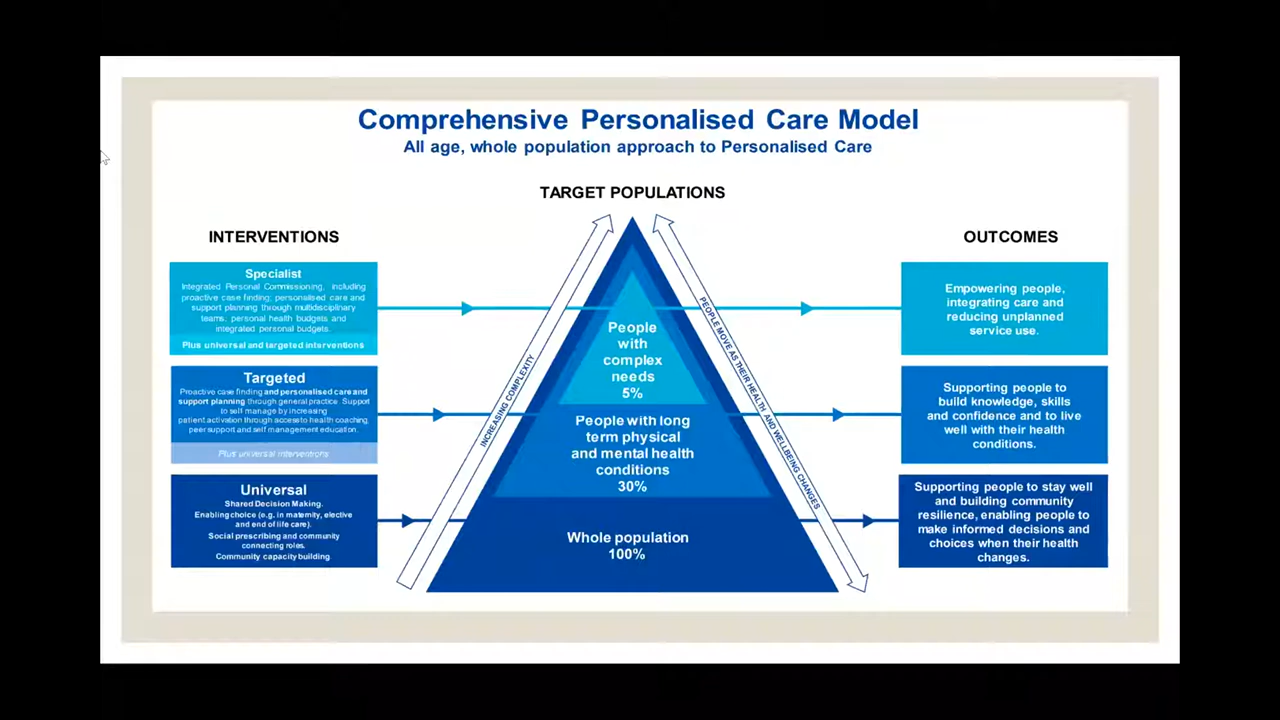 Comprehensive Personalised Care Model
All age, whole population approach to Personalised Care
TARGET POPULATIONS
INTERVENTIONS
Specialist
Integrated Personal Commissioning, including
proactive case finding, personalised care and
support planning through multidisciplinary
teams, personal health budgets and
integrated personal budgets.
Plus universal and targeted interventions
Targeted
Proactive case finding and personalised care and
support planning through general practice. Support
to self manage by increasing
patient activation through access to health coaching,
peer support and self management education.
Plus universal interventions
Universal
Shared Decision Making.
Enabling choice (e.g. in maternity, elective
and end of life care).
Social prescribing and community
connecting roles.
Community capacity building
INCREASING COMPLEXITY
People
with
complex
needs
5%
People with long
term physical
and mental health
conditions
30%
Whole population
100%
PEOPLE MOVE AS THEIR HEALTH AND WELLBEING CHANGES
OUTCOMES
Empowering people,
integrating care and
reducing unplanned
service use.
Supporting people to
build knowledge, skills
and confidence and to live
well with their health
conditions.
Supporting people to stay well
and building community
resilience, enabling people to
make informed decisions and
choices when their health
changes.